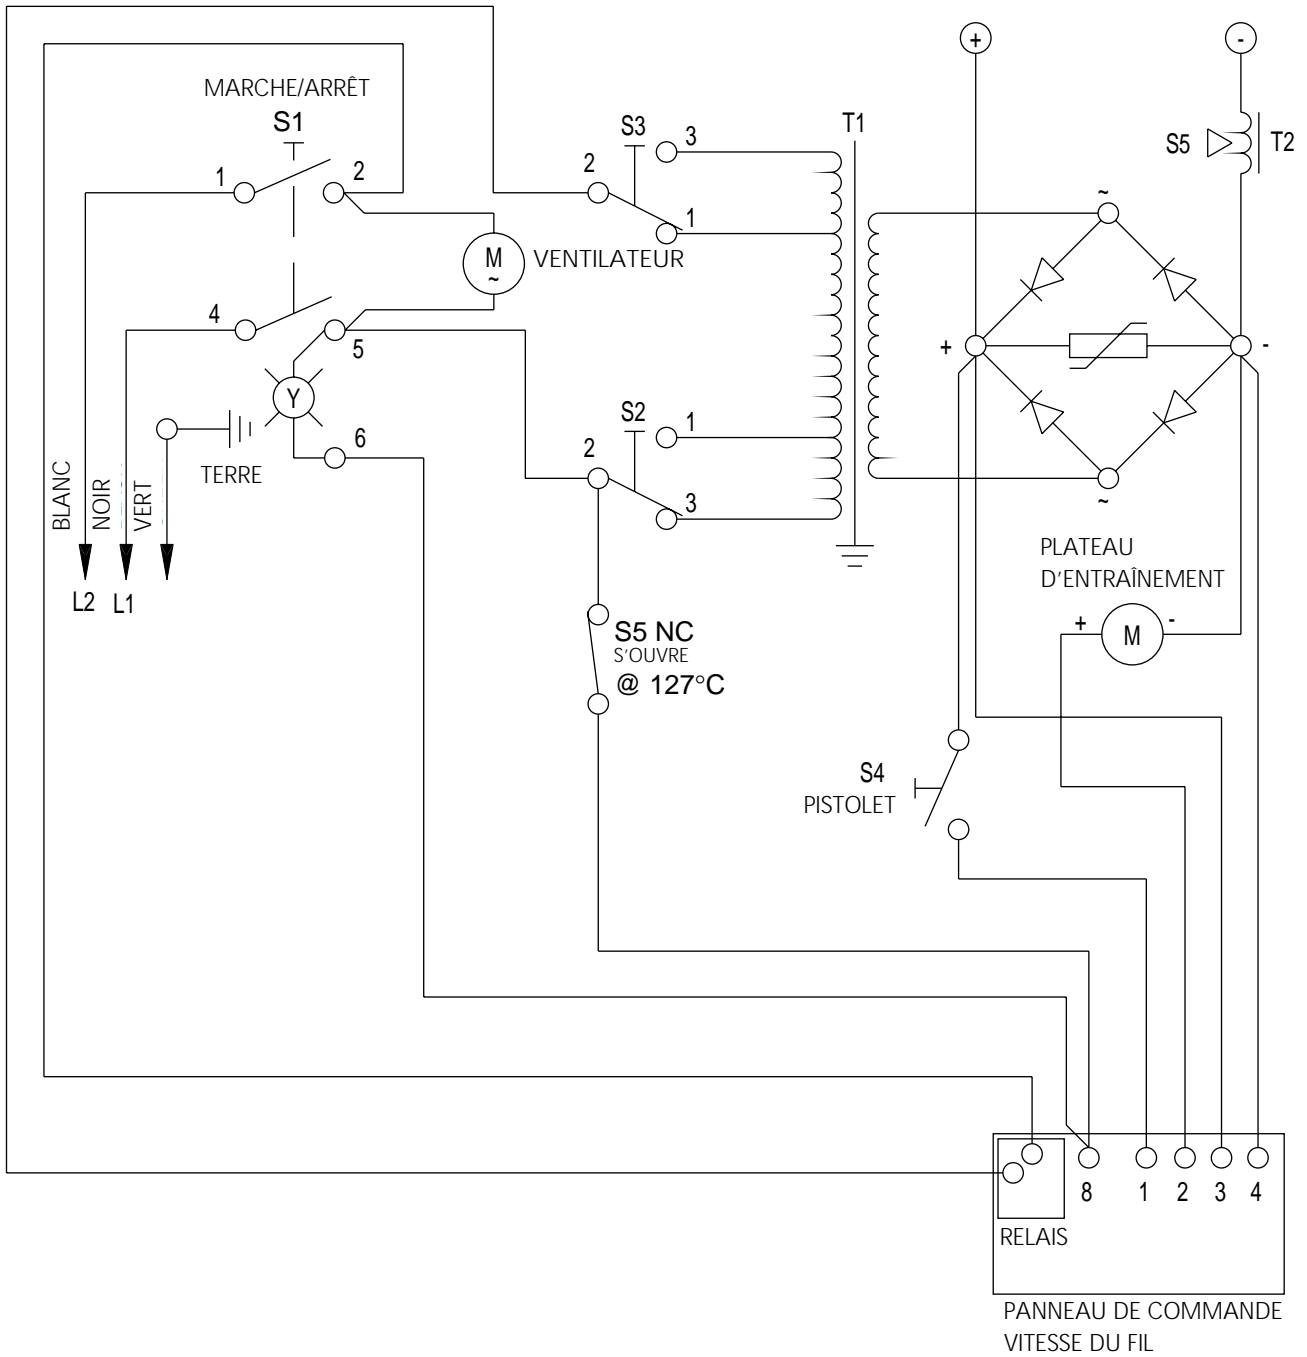 +
-
MARCHE/ARRÊT
S1
1
2
S3
3
2
1
T1
S5
T2
M
~
VENTILATEUR
~
4
5
+
-
Y
6
S2
1
2
3
~
TERRE
BLANC
NOIR
VERT
L2
L1
PLATEAU
D'ENTRAÎNEMENT
+
M
-
S5 NC
S'OUVRE
@ 127°C
S4
PISTOLET
8
1
2
3
4
RELAIS
PANNEAU DE COMMANDE
VITESSE DU FIL